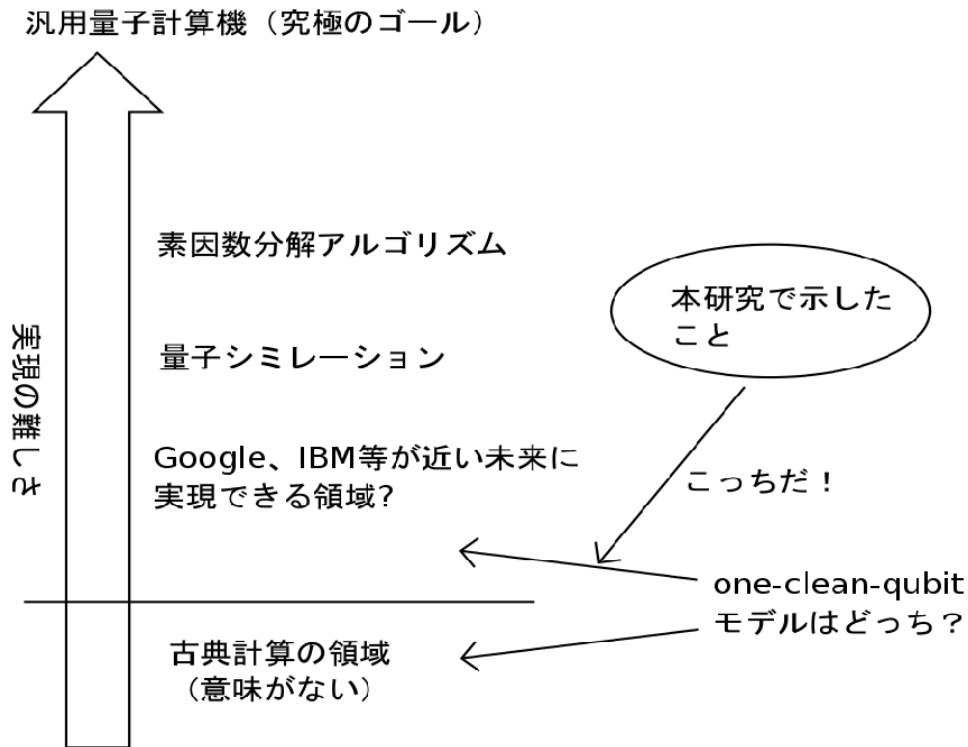 汎用量子計算機（究極のゴール）
素因数分解アルゴリズム
本研究で示した
こと
実現の難しさ
量子シミレーション
Google、IBM等が近い未来に
実現できる領域?
こっちだ！
one-clean-qubit
モデルはどっち？
古典計算の領域
（意味がない）